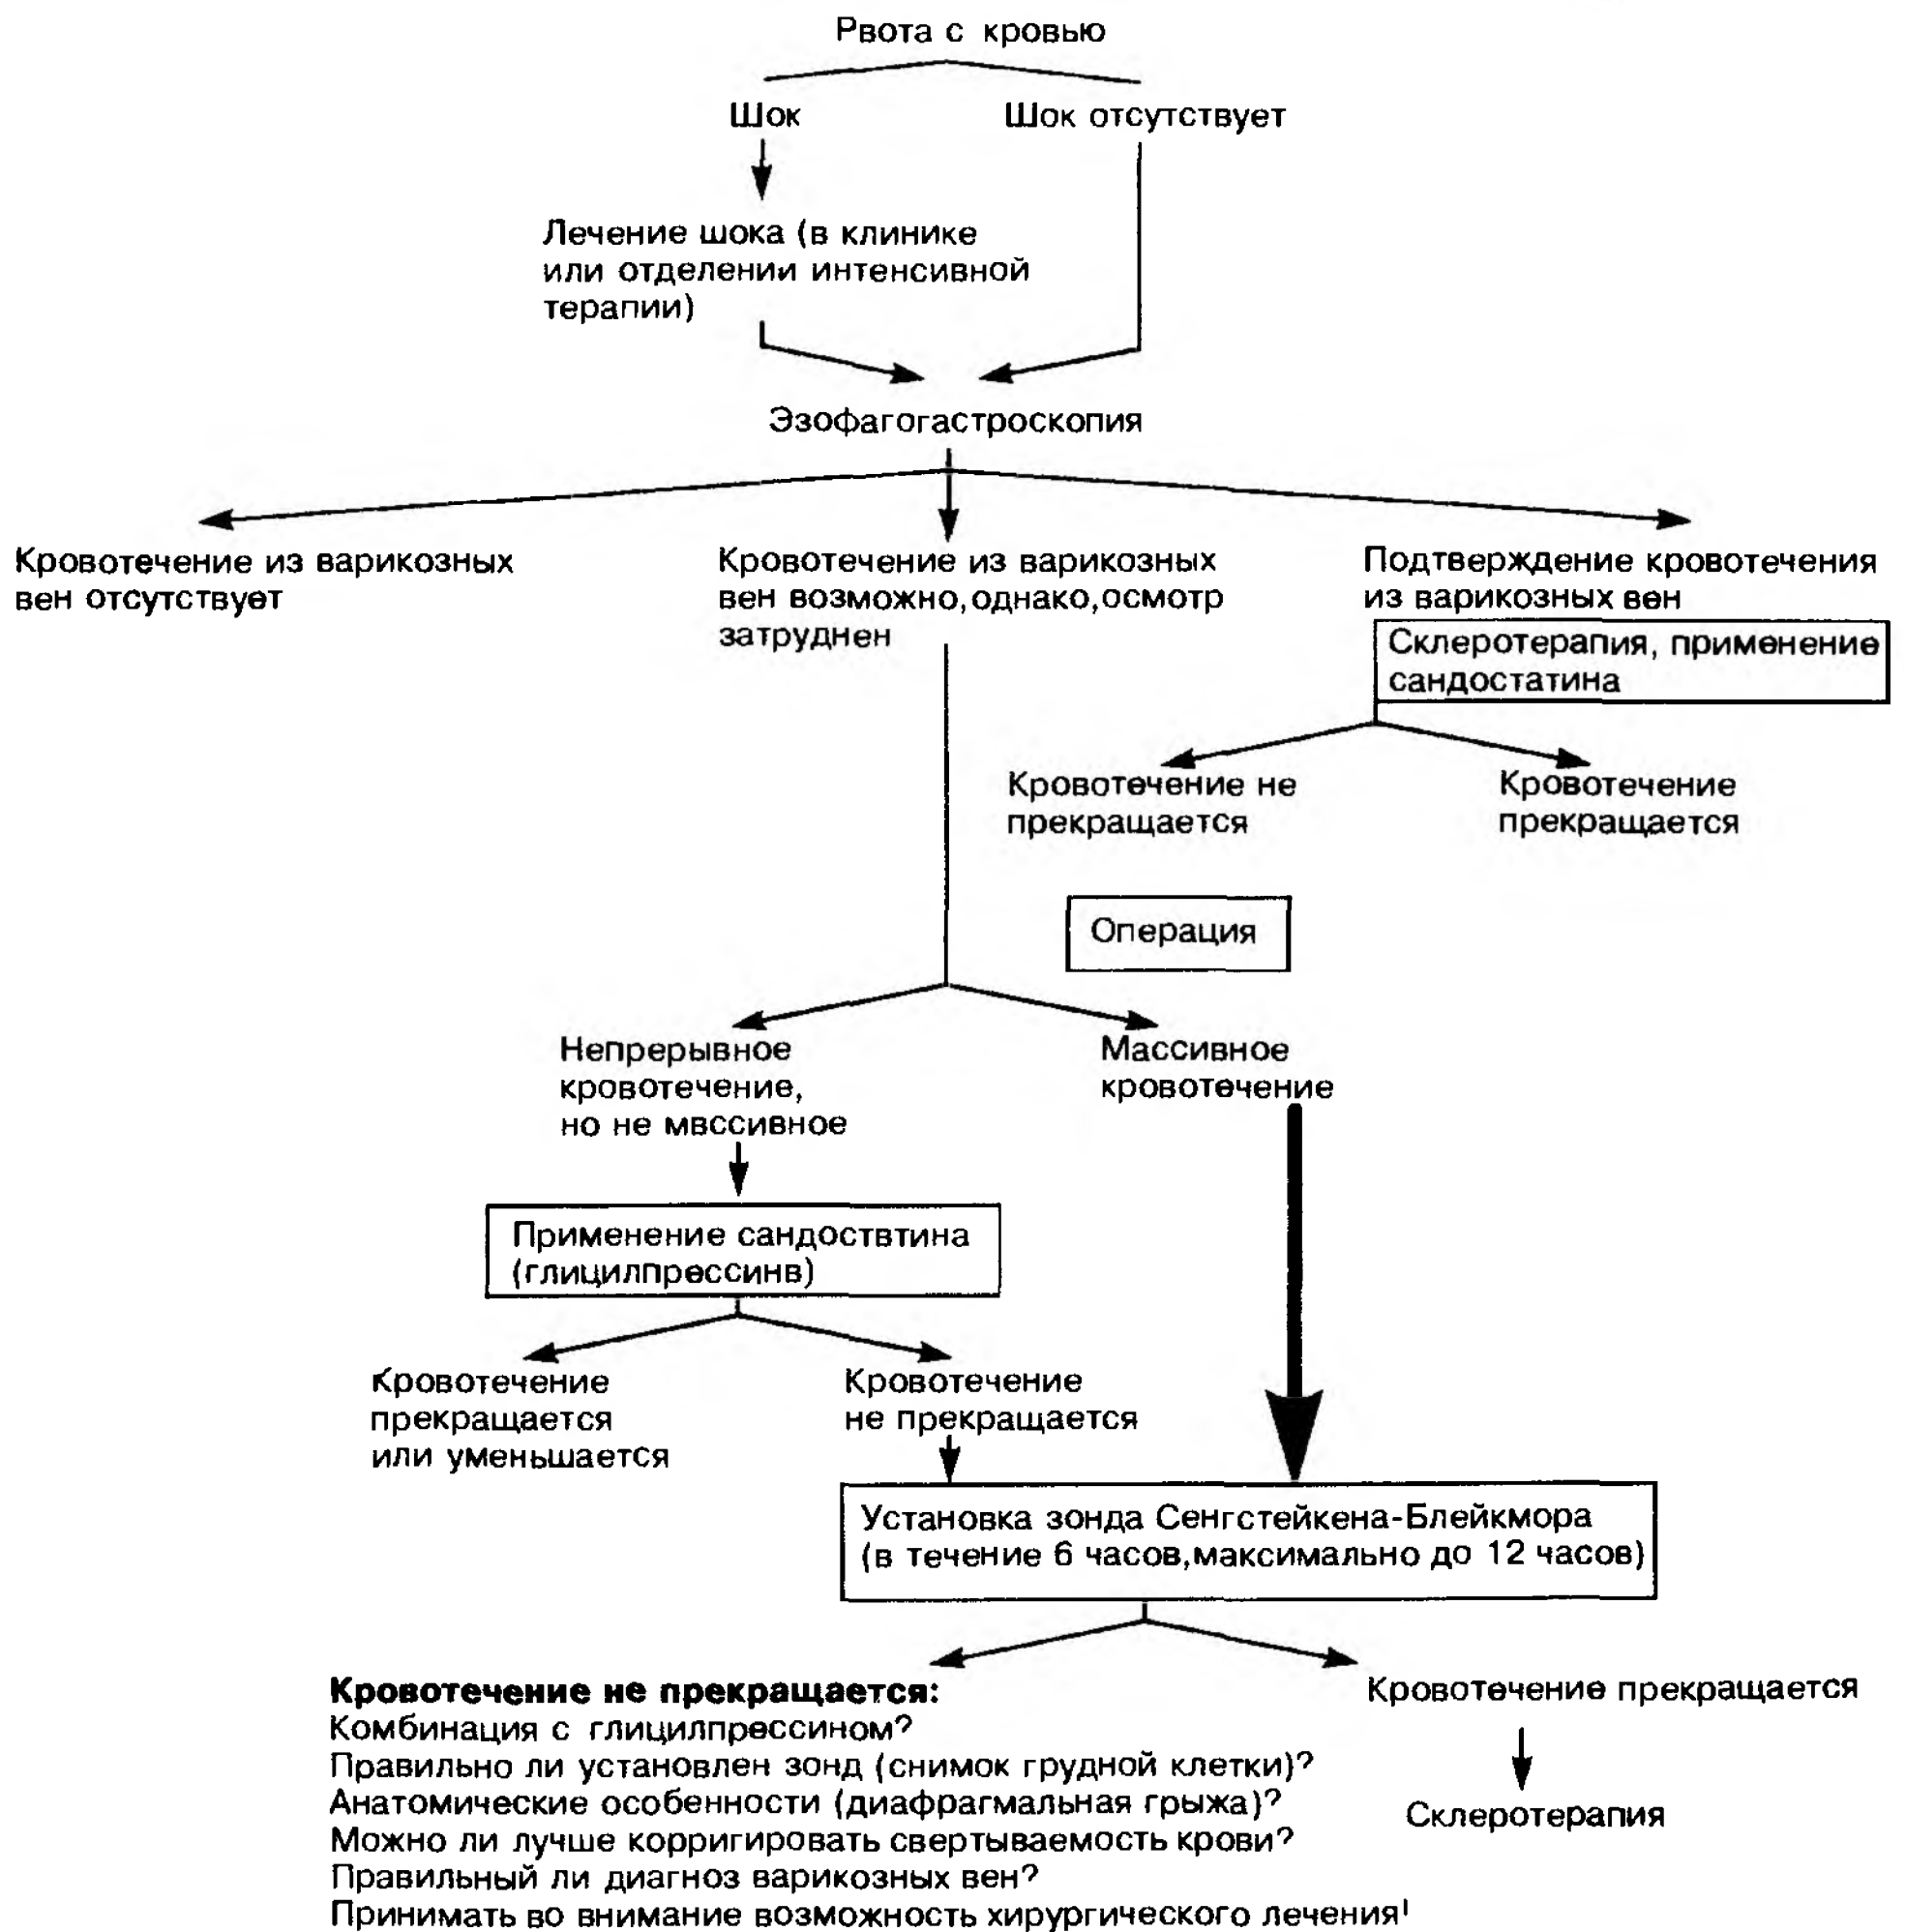 Рвота с кровью
Шок
Шок отсутствует
Лечение шока (в клинике
или отделении интенсивной
терапии)
Эзофагогастроскопия
Кровотечение из варикозных
вен отсутствует
Кровотечение из варикозных
вен возможно, однако, осмотр
затруднен
Подтверждение кровотечения
из варикозных вен
Склеротерапия, применение
сандостатина
Кровотечение не
прекращается
Кровотечение
прекращается
Операция
Непрерывное
кровотечение,
но не мвссивное
Массивное
кровотечение
Применение сандоствтина
(глицилпрессинв)
Кровотечение
прекращается
или уменьшается
Кровотечение
не прекращается
Установка зонда Сенгстейкена-Блейкмора
(в течение 6 часов, максимально до 12 часов)
Кровотечение не прекращается:
Комбинация с глицилпрессином?
Правильно ли установлен зонд (снимок грудной клетки)?
Анатомические особенности (диафрагмальная грыжа)?
Можно ли лучше корригировать свертываемость крови?
Правильный ли диагноз варикозных вен?
Принимать во внимание возможность хирургического лечения!
Кровотечение прекращается
Склеротерапия